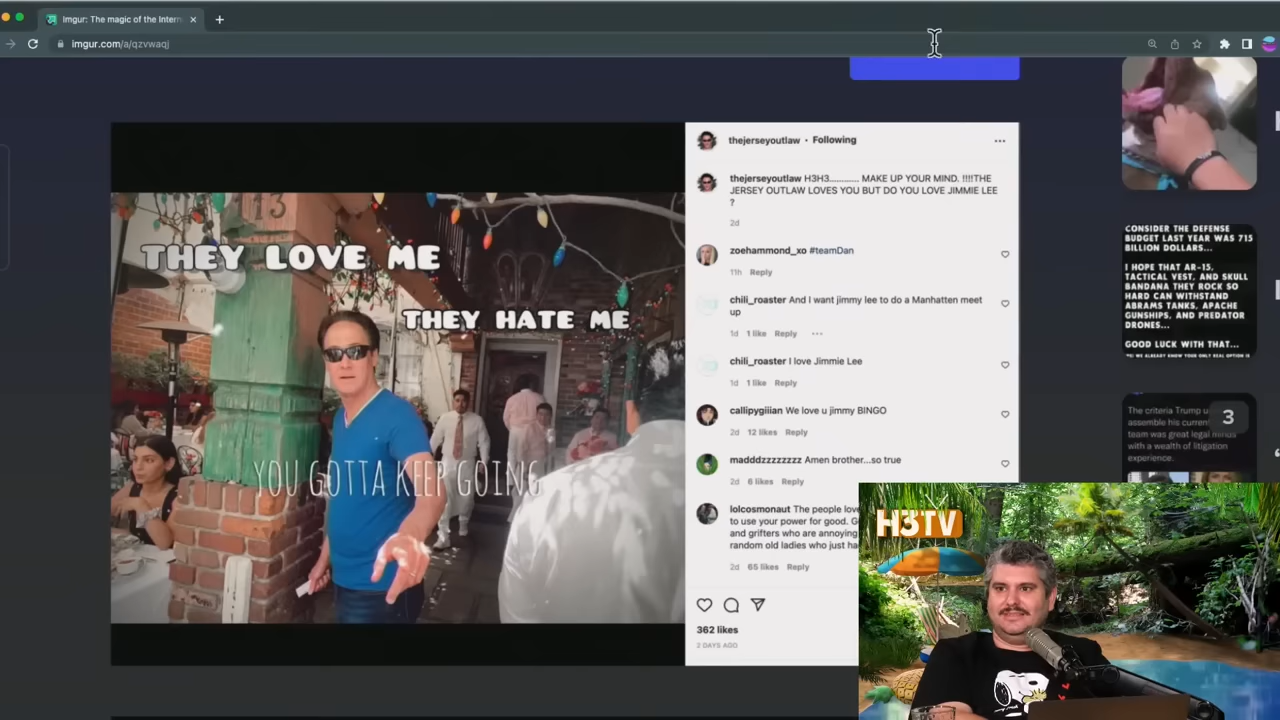 Imgur: The magic of the Intern
imgur.com/a/qzvwaqj
13
THEY LOVE ME
THEY HATE ME
YOU GOTTA KEEP GOING
thejerseyoutlaw • Following
thejerseyoutlaw H3H3............ MAKE UP YOUR MIND. !!!!THE
JERSEY OUTLAW LOVES YOU BUT DO YOU LOVE JIMMIE LEE
?
2d
zoehammond_xo #teamDan
11h Reply
chili_roaster And I want jimmy lee to do a Manhatten meet
up
1d 1 like Reply
chili_roaster I love Jimmie Lee
1d 1 like Reply
callipygiiian We love u jimmy BINGO
2d 12 likes Reply
madddzzzzzzzz Amen brother...so true
2d 6 likes Reply
lolcosmonaut The people lov
to use your power for good. G
and grifters who are annoying
random old ladies who just ha
2d 65 likes Reply
362 likes
2 DAYS AGO
CONSIDER THE DEFENSE
BUDGET LAST YEAR WAS 715
BILLION DOLLARS...
I HOPE THAT AR-15,
TACTICAL VEST, AND SKULL
BANDANA THEY ROCK SO
HARD CAN WITHSTAND
ABRAMS TANKS, APACHE
GUNSHIPS, AND PREDATOR
DRONES...
GOOD LUCK WITH THAT...
The criteria Trump u
3
assemble his curren
team was great legal minds
with a wealth of litigation
experience.
H3TV